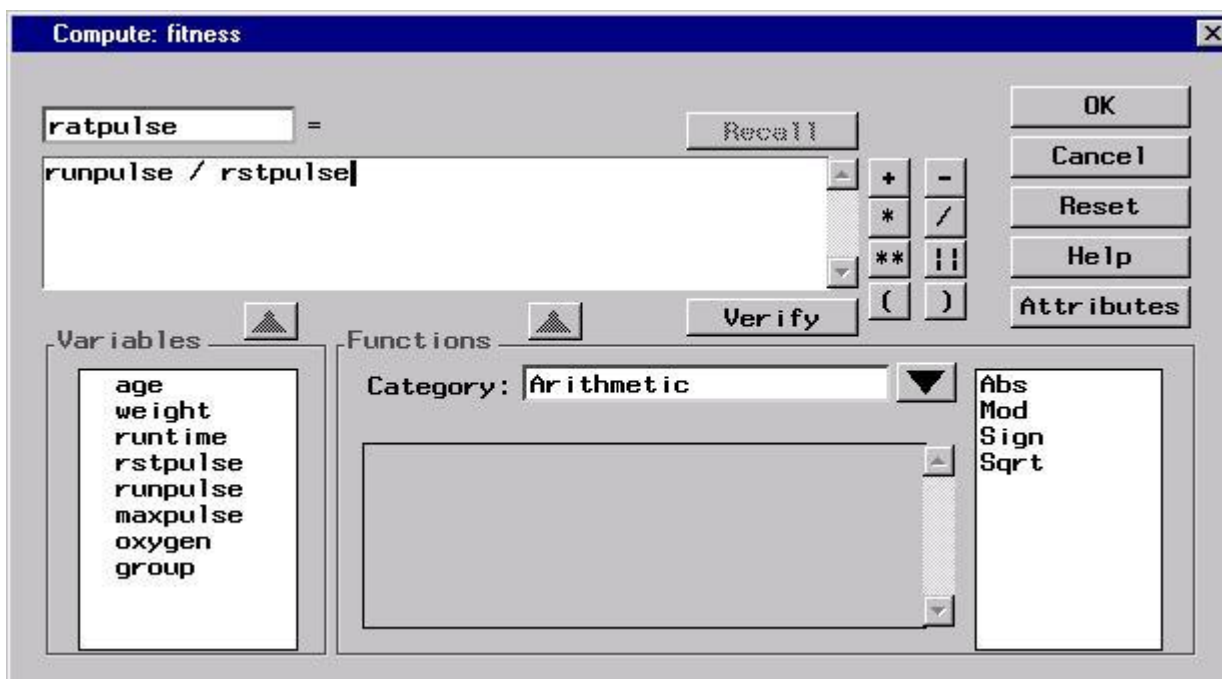 Compute: fitness
ratpulse =
Recall
OK
runpulse / rstpulse
Cancel
+ -
* /
Reset
** ||
Help
( )
Verify
Attributes
Variables
Functions
age
weight
runtime
rstpulse
runpulse
maxpulse
oxygen
group
Category: Arithmetic
Abs
Mod
Sign
Sqrt